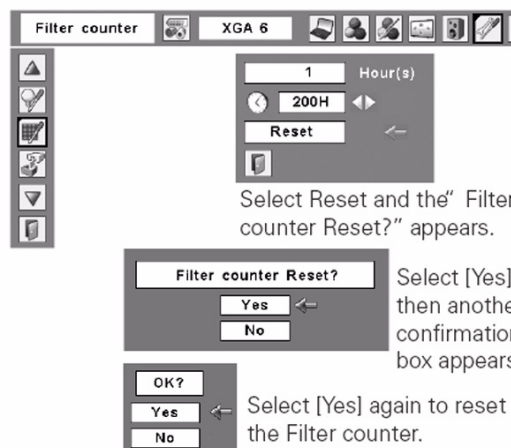 Filter counter XGA 6
1 Hour(s)
200H
Reset
Select Reset and the“ Filter
counter Reset?” appears.
Filter counter Reset?
Yes
No
Select [Yes]
then anothe
confirmation
box appears
OK?
Yes
No
Select [Yes] again to reset
the Filter counter.